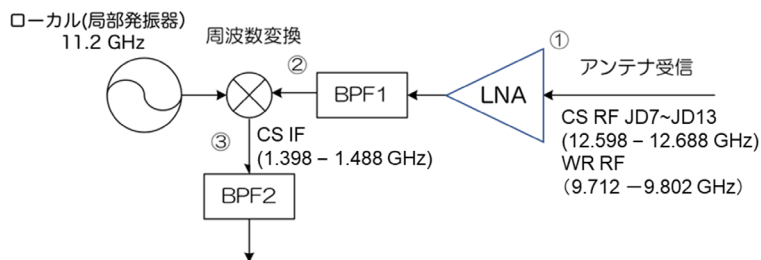 ローカル(局部発振器)
11.2 GHz
周波数変換
①
アンテナ受信
②
BPF1
LNA
CS RF JD7~JD13
(12.598 – 12.688 GHz)
WR RF
(9.712 －9.802 GHz)
③
CS IF
(1.398 – 1.488 GHz)
BPF2